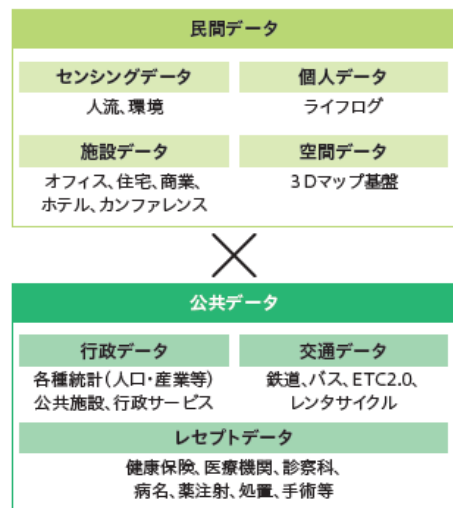 民間データ
センシングデータ
人流、環境
個人データ
ライフログ
施設データ
オフィス、住宅、商業、
ホテル、カンファレンス
空間データ
3Dマップ基盤
公共データ
行政データ
各種統計(人口・産業等)
公共施設、行政サービス
交通データ
鉄道、バス、ETC2.0、
レンタサイクル
レセプトデータ
健康保険、医療機関、診察科、
病名、薬注射、処置、手術等